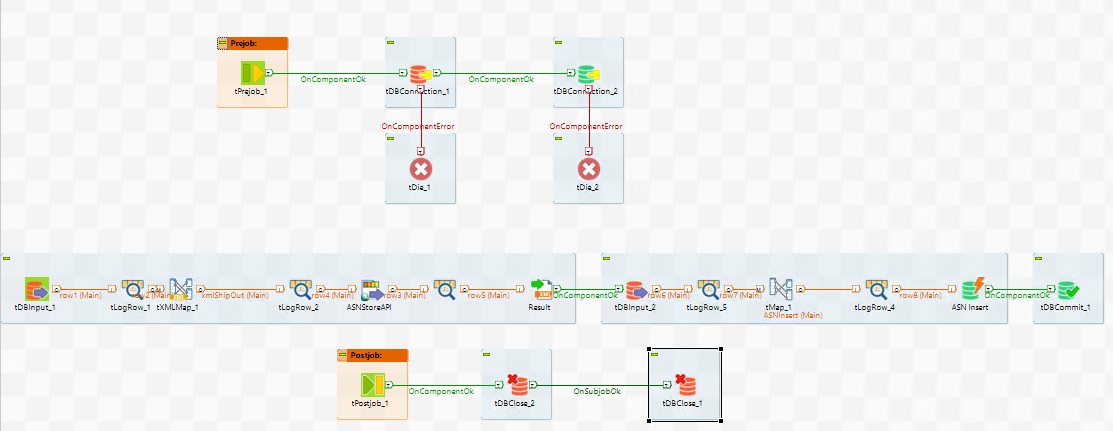 Prejob:
OnComponentOk
OnComponentOk
tPrejob_1
tDBConnection_1
tDBConnection_2
OnComponentError
OnComponentError
tDie_1
tDie_2
row1 (Main)
row2 (Main)
xmlShipOut (Main)
row4 (Main)
row3 (Main)
row5 (Main)
OnComponentOk
row6 (Main)
row7 (Main)
row8 (Main)
OnComponentOk
tDBInput_1
tLogRow_1
tXMLMap_1
tLogRow_2
ASNStoreAPI
Result
tDBInput_2
tLogRow_5
tMap_1
tLogRow_4
ASN Insert
tDBCommit_1
ASNInsert (Main)
Postjob:
OnComponentOk
OnSubjobOk
tPostjob_1
tDBClose_2
tDBClose_1